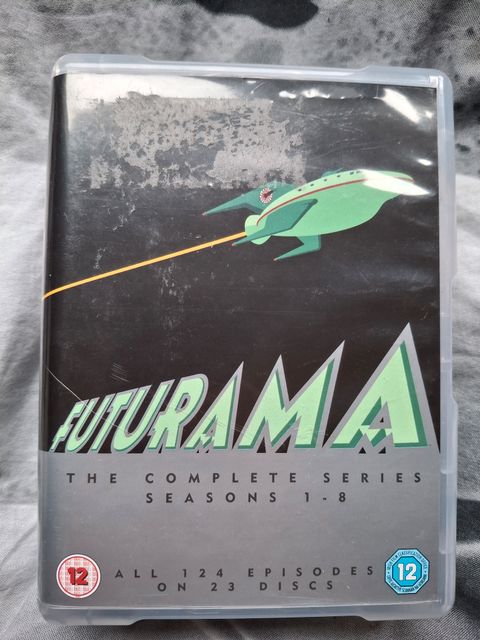 FUTURAMA
THE COMPLETE SERIES
SEASONS 1-8
12
ALL 124 EPISODES
ON 23 DISCS
12